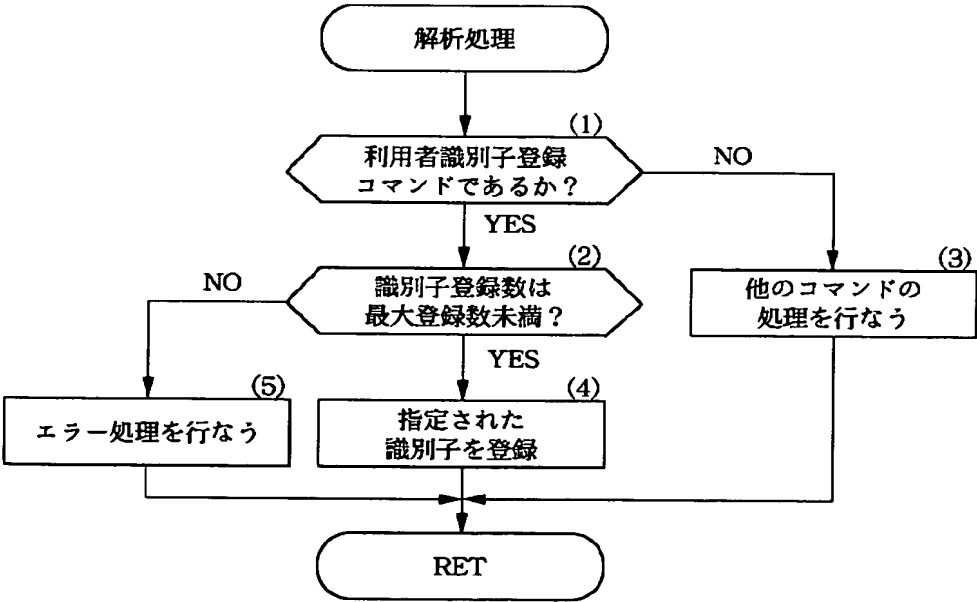 解析処理
(1)
利用者識別子登録
コマンドであるか?
NO
YES
(2)
識別子登録数は
最大登録数未満?
NO
YES
(3)
他のコマンドの
処理を行なう
(5)
エラー処理を行なう
(4)
指定された
識別子を登録
RET